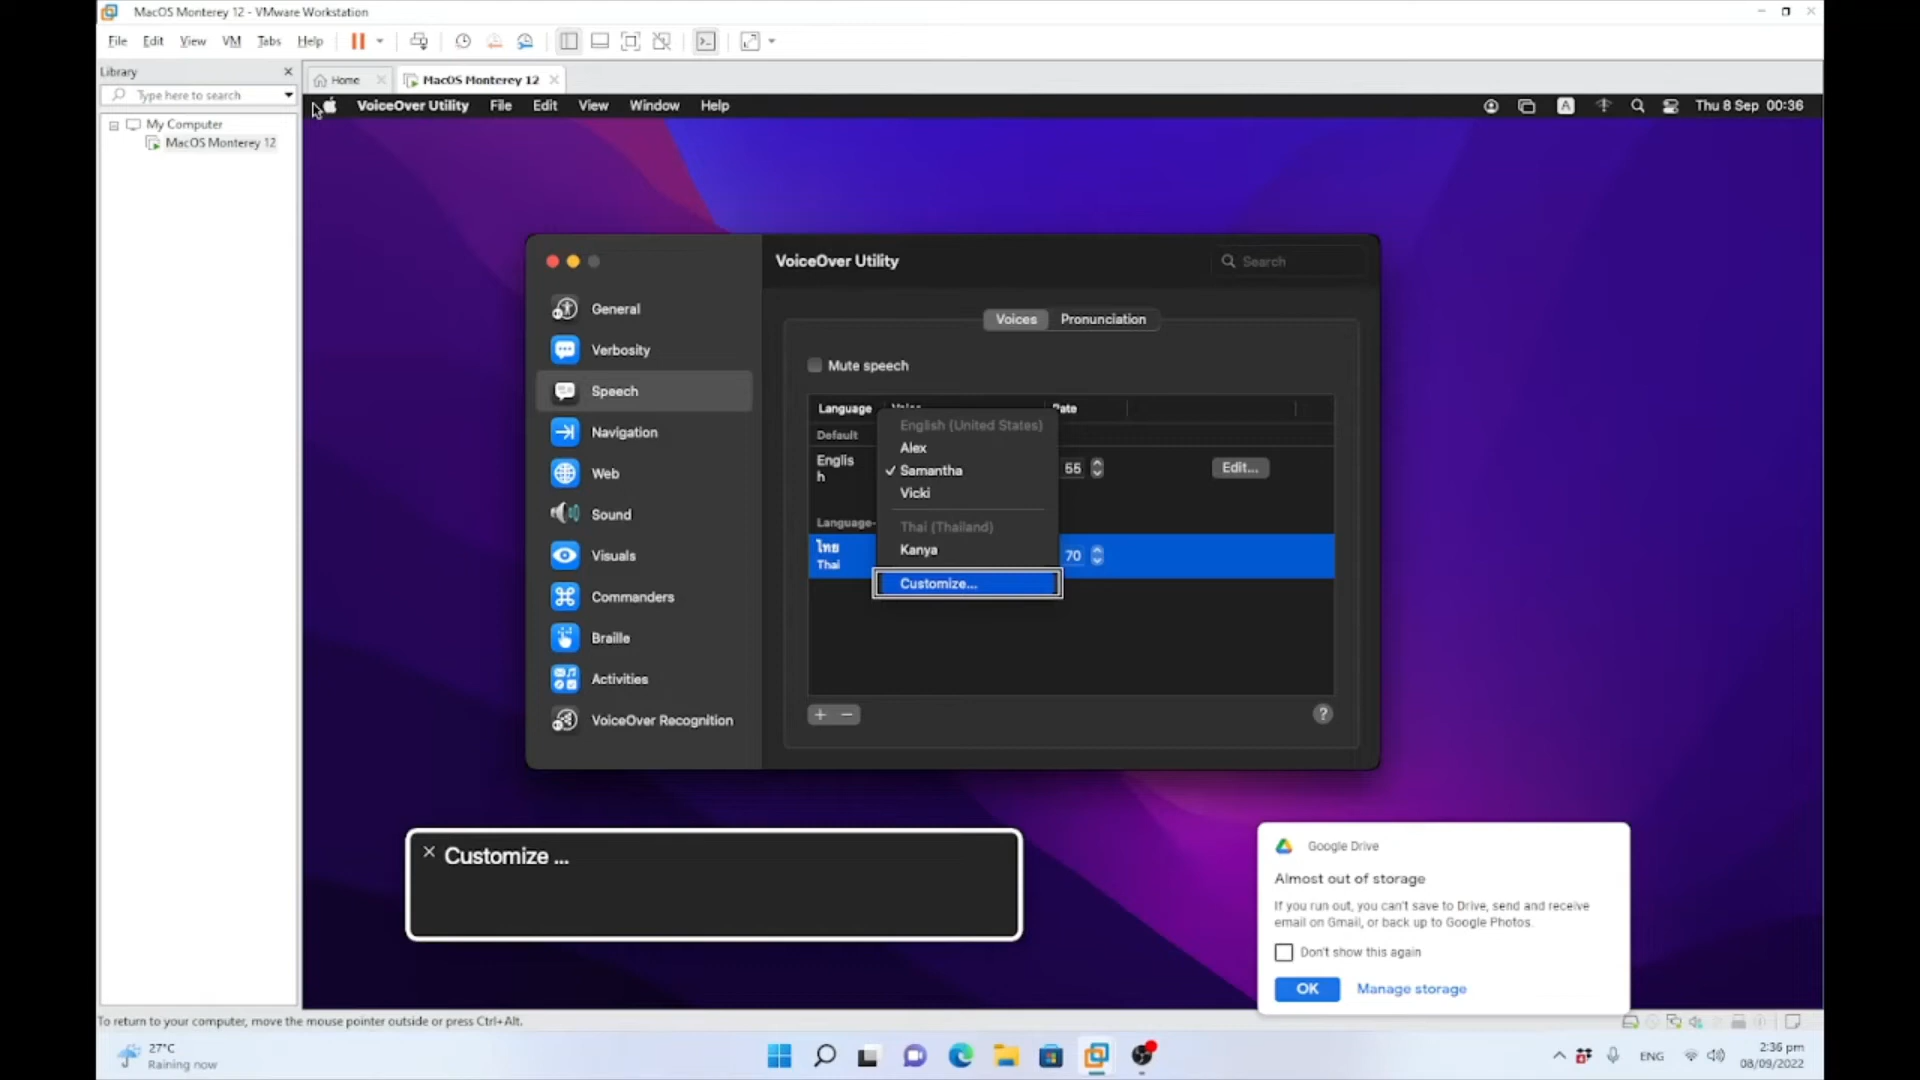 MacOS Monterey 12 - VMware Workstation
File Edit View VM Tabs Help
Library
Type here to search
My Computer
MacOS Monterey 12
Home
MacOS Monterey 12
VoiceOver Utility File Edit View Window Help
A
Thu 8 Sep 00:36
VoiceOver Utility
Search
General
Verbosity
Speech
Navigation
Web
Sound
Visuals
Commanders
Braille
Activities
VoiceOver Recognition
Voices Pronunciation
Mute speech
Language
Default
Englis
h
55
Edit...
Language-
ไทย
Thai
70
English (United States)
Alex
✓ Samantha
Vicki
Thai (Thailand)
Kanya
Customize...
+ −
?
× Customize ...
Google Drive
Almost out of storage
If you run out, you can't save to Drive, send and receive
email on Gmail, or back up to Google Photos.
Don't show this again
OK Manage storage
To return to your computer, move the mouse pointer outside or press Ctrl+Alt.
27°C
Raining now
ENG
2:36 pm
08/09/2022